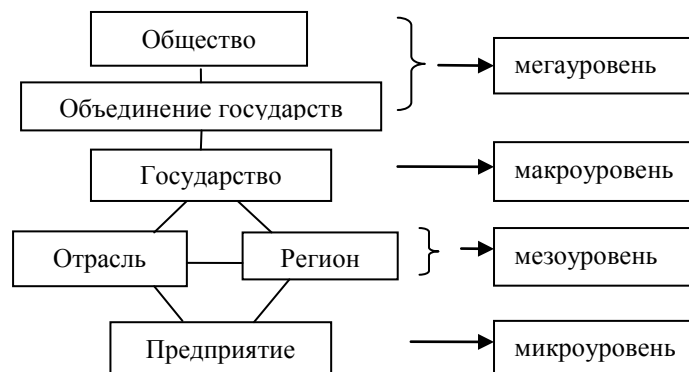 Общество
мегауровень
Объединение государств
Государство
макроуровень
Отрасль
Регион
мезоуровень
Предприятие
микроуровень